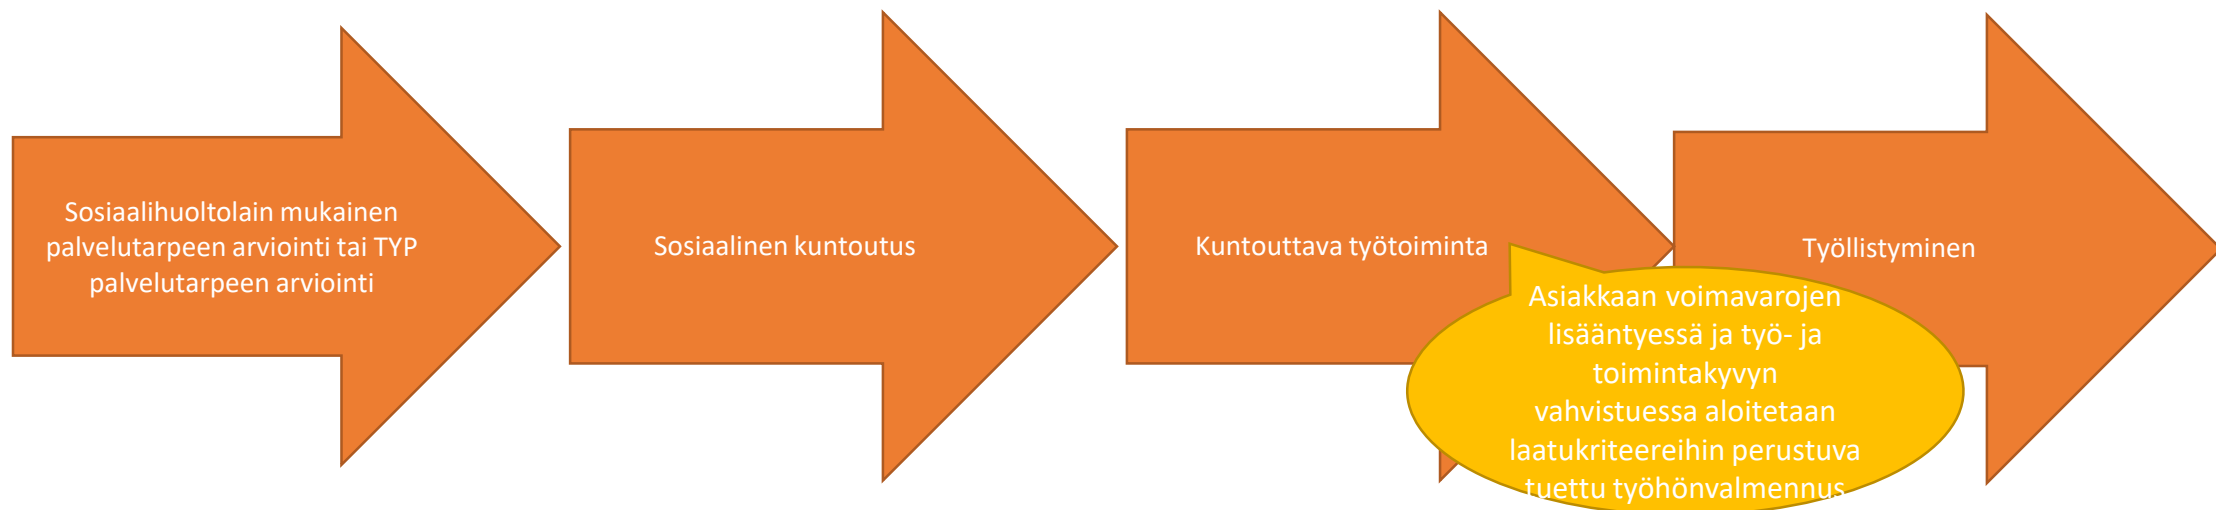 Sosiaalihuoltolain mukainen
palvelutarpeen arviointi tai TYP
palvelutarpeen arviointi
Sosiaalinen kuntoutus
Kuntouttava työtoiminta
Työllistyminen
Asiakkaan voimavarojen
lisääntyessä ja työ- ja
toimintakyvyn
vahvistuessa aloitetaan
laatukriteereihin perustuva
tuettu työhönvalmennus